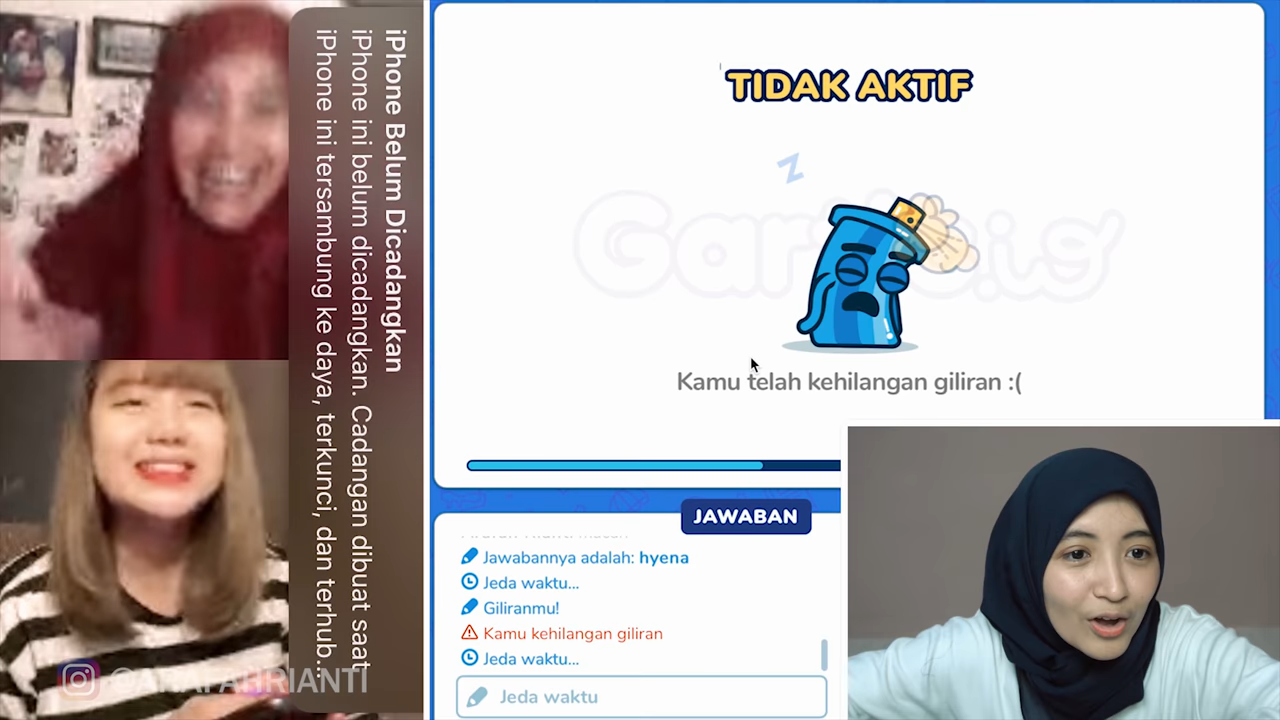 iPhone Belum Dicadangkan
iPhone ini belum dicadangkan. Cadangan dibuat saat
iPhone ini tersambung ke daya, terkunci, dan terhub...
TIDAK AKTIF
Z
Kamu telah kehilangan giliran :(
JAWABAN
Jawabannya adalah: hyena
Jeda waktu...
Giliranmu!
Kamu kehilangan giliran
Jeda waktu...
Jeda waktu